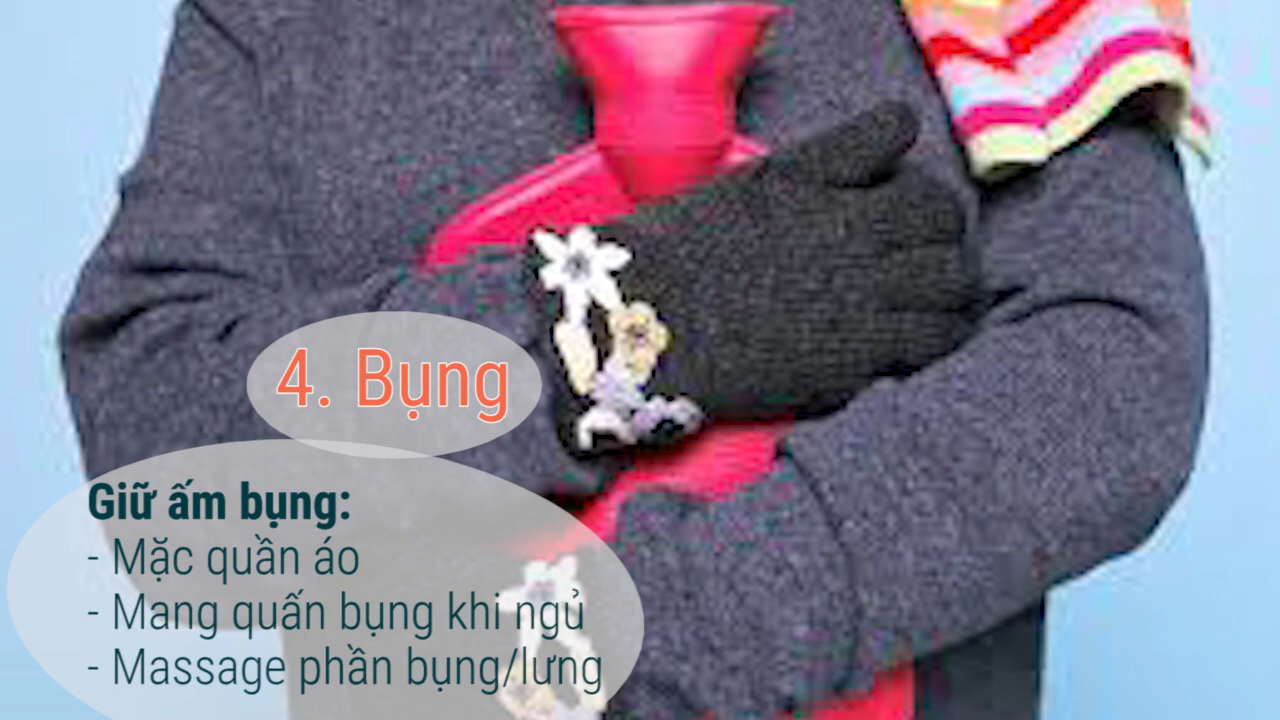 4. Bụng
Giữ ấm bụng:
- Mặc quần áo
- Mang quấn bụng khi ngủ
- Massage phần bụng/lưng